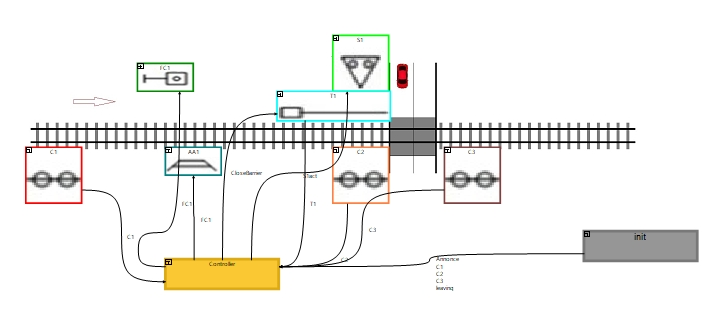 S1
FC1
T1
C1
AA1
C2
C3
CloseBarrier
S1act
FC1
T1
FC1
C3
C1
init
C2
Controller
Annonce
C1
C2
C3
leaving